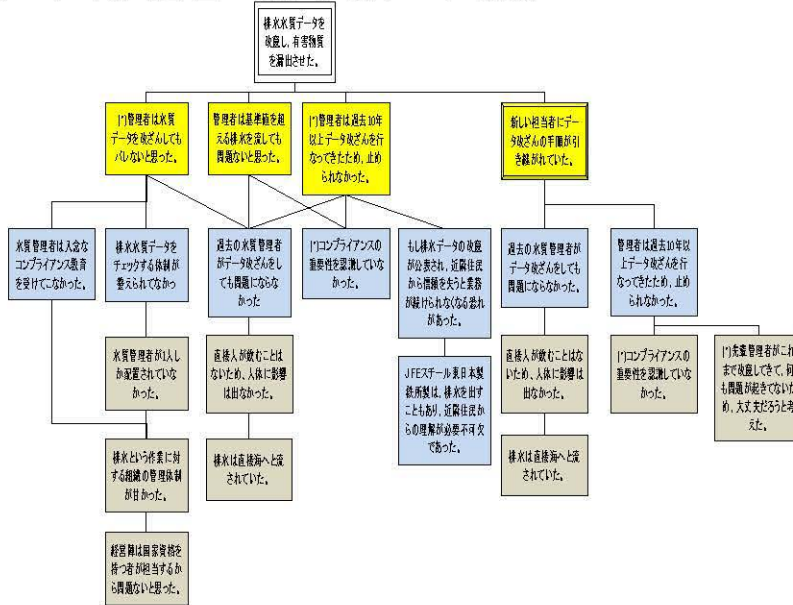 排水水質データを
改竄し、有害物質
を漏出させた。
(*)管理者は水質
データを改ざんしても
バレないと思った。
管理者は基準値を超
える排水を流しても
問題ないと思った。
(*)管理者は過去10年
以上データ改ざんを行
なってきたため、止め
られなかった。
新しい担当者にデー
タ改ざんの手順が引
き継がれていた。
水質管理者は入念な
コンプライアンス教育
を受けてこなかった。
排水水質データを
チェックする体制が
整えられてなかっ
過去の水質管理者
がデータ改ざんをし
ても問題にならな
かった
(*)コンプライアンスの
重要性を認識してい
なかった。
もし排水データの改竄
が公表され、近隣住民
から信頼を失うと業務
が続けられなくなる恐れ
があった。
過去の水質管理者が
データ改ざんをしても
問題にならなかった。
管理者は過去10年以
上データ改ざんを行な
ってきたため、止め
られなかった。
水質管理者が1人し
か配置されていな
かった。
直接人が飲むことは
ないため、人体に影響
は出なかった。
JFEスチール東日本製
鉄所製は、排水を出す
こともあり、近隣住民か
らの理解が必要不可欠
であった。
直接人が飲むことは
ないため、人体に影響
は出なかった。
(*)コンプライアンスの
重要性を認識してい
なかった。
(*)先輩管理者がこれ
まで改竄してきて、何
も問題が起きてないた
め、大丈夫だろうと考
えた。
排水という作業に対
する組織の管理体制
が甘かった。
排水は直接海へと流
されていた。
排水は直接海へと流
されていた。
経営陣は国家資格を
持つ者が担当するか
ら問題ないと思った。